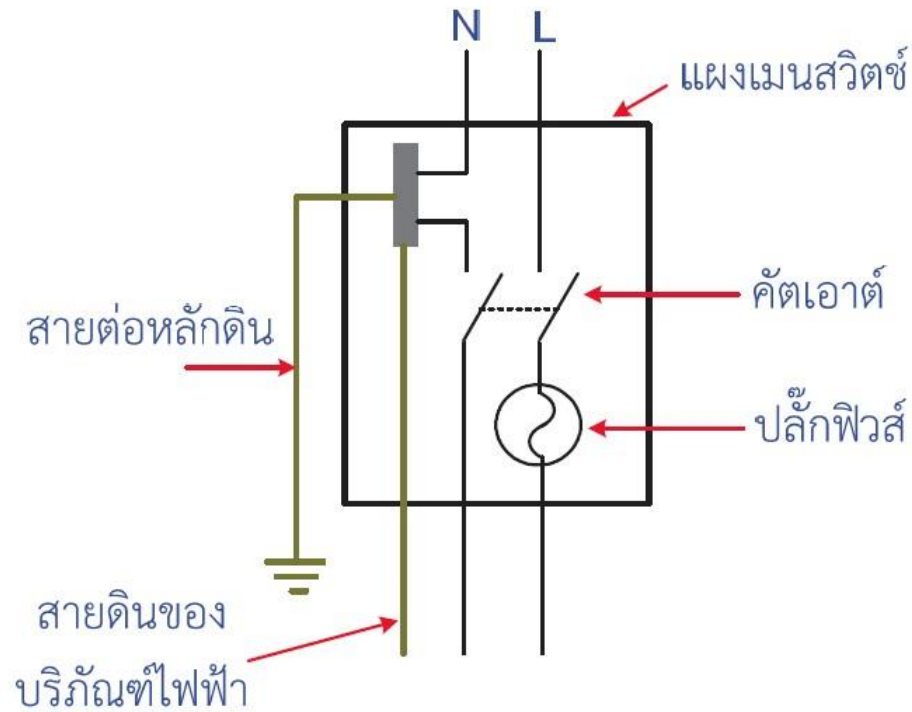 N L
แผงเมนสวิตช์
คัตเอาต์
สายต่อหลักดิน
ปลั๊กฟิวส์
สายดินของ
บริภัณฑ์ไฟฟ้า